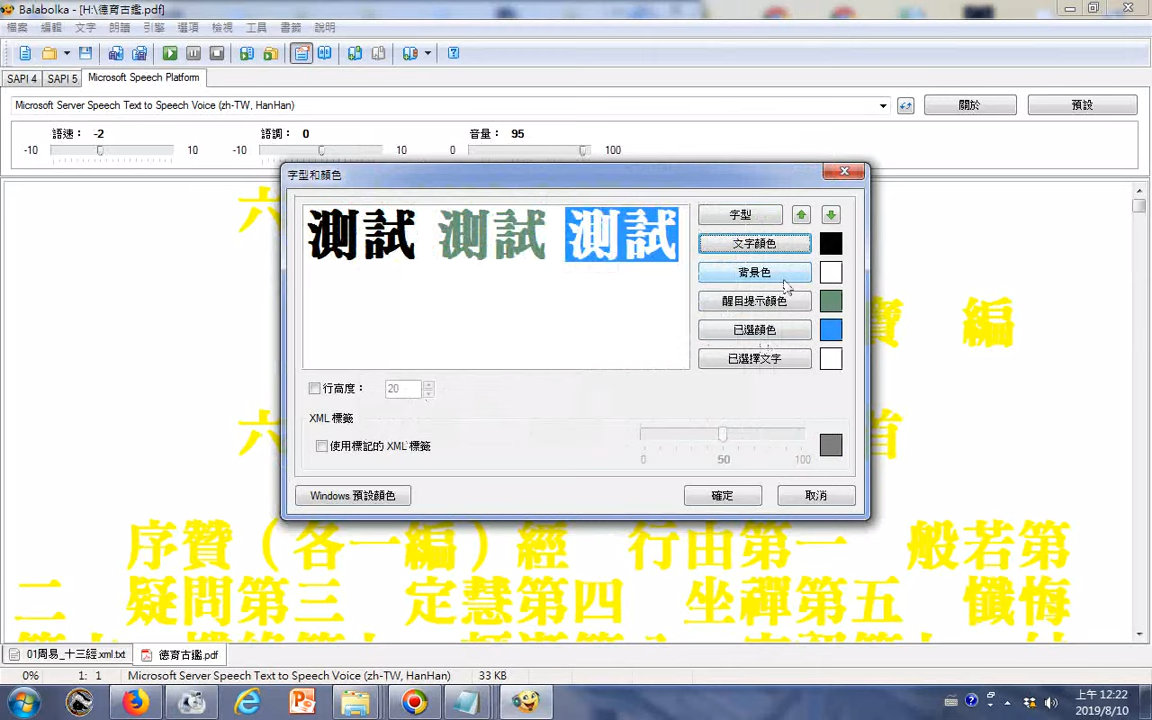 Balabolka - [H:\德育古鑑.pdf]
檔案 編輯 文字 朗讀 引擎 選項 檢視 工具 書籤 說明
SAPI 4 SAPI 5 Microsoft Speech Platform
Microsoft Server Speech Text to Speech Voice (zh-TW, HanHan) 關於 預設
語速： -2 語調： 0 音量： 95
-10 10 -10 10 0 100
六
字型和顏色
測試 測試 測試
字型
文字顏色
背景色
醒目提示顏色
已選顏色
已選擇文字
編
行高度： 20
XML 標籤
使用標記的 XML 標籤
0 50 100
六 首
Windows 預設顏色 確定 取消
序贊（各一編）經 行由第一 般若第
二 疑問第三 定慧第四 坐禪第五 懺悔
01周易_十三經.xml.txt 德育古鑑.pdf
0% 1: 1 Microsoft Server Speech Text to Speech Voice (zh-TW, HanHan) 33 KB
上午 12:22
2019/8/10